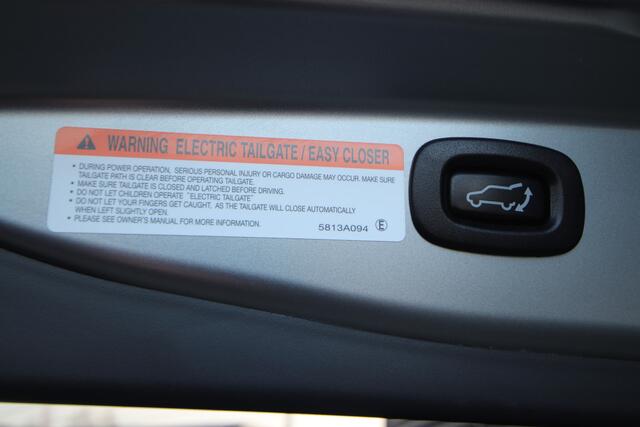 WARNING ELECTRIC TAILGATE / EASY CLOSER
• DURING POWER OPERATION, SERIOUS PERSONAL INJURY OR CARGO DAMAGE MAY OCCUR. MAKE SURE
TAILGATE PATH IS CLEAR BEFORE OPERATING TAILGATE.
• MAKE SURE TAILGATE IS CLOSED AND LATCHED BEFORE DRIVING.
• DO NOT LET CHILDREN OPERATE "ELECTRIC TAILGATE"
• DO NOT LET YOUR FINGERS GET CAUGHT, AS THE TAILGATE WILL CLOSE AUTOMATICALLY
WHEN LEFT SLIGHTLY OPEN.
• PLEASE SEE OWNER'S MANUAL FOR MORE INFORMATION.
5813A094 Ⓔ